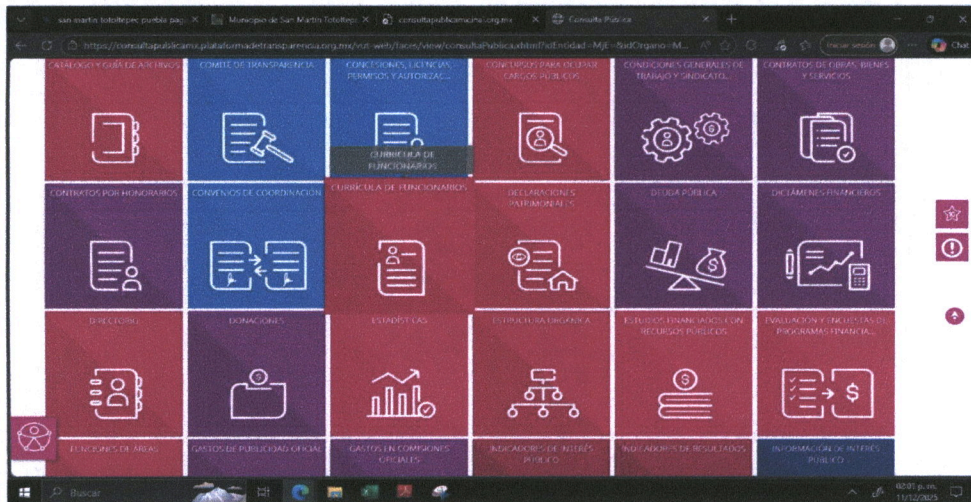 san martin totoltepec puebla pag
Municipio de San Martín Totoltepe
consultapublicamx.inai.org.mx
Consulta Pública
https://consultapublicamx.plataformadetransparencia.org.mx/vut-web/faces/view/consultaPublica.xhtml?idEntidad=MjE=&idOrgano=M...
Iniciar sesión
Chat
CATÁLOGO Y GUÍA DE ARCHIVOS
COMITÉ DE TRANSPARENCIA
CONCESIONES, LICENCIAS,
PERMISOS Y AUTORIZAC...
CONCURSOS PARA OCUPAR
CARGOS PÚBLICOS
CONDICIONES GENERALES DE
TRABAJO Y SINDICATO...
CONTRATOS DE OBRAS, BIENES
Y SERVICIOS
CURRÍCULA DE
FUNCIONARIOS
CONTRATOS POR HONORARIOS
CONVENIOS DE COORDINACIÓN
CURRÍCULA DE FUNCIONARIOS
DECLARACIONES
PATRIMONIALES
DEUDA PÚBLICA
DICTÁMENES FINANCIEROS
DIRECTORIO
DONACIONES
ESTADÍSTICAS
ESTRUCTURA ORGÁNICA
ESTUDIOS FINANCIADOS CON
RECURSOS PÚBLICOS
EVALUACIÓN Y ENCUESTAS DE
PROGRAMAS FINANCIA...
FUNCIONES DE ÁREAS
GASTOS DE PUBLICIDAD OFICIAL
GASTOS EN COMISIONES
OFICIALES
INDICADORES DE INTERÉS
PÚBLICO
INDICADORES DE RESULTADOS
INFORMACIÓN DE INTERÉS
PÚBLICO
Buscar
02:03 p. m.
11/12/2025